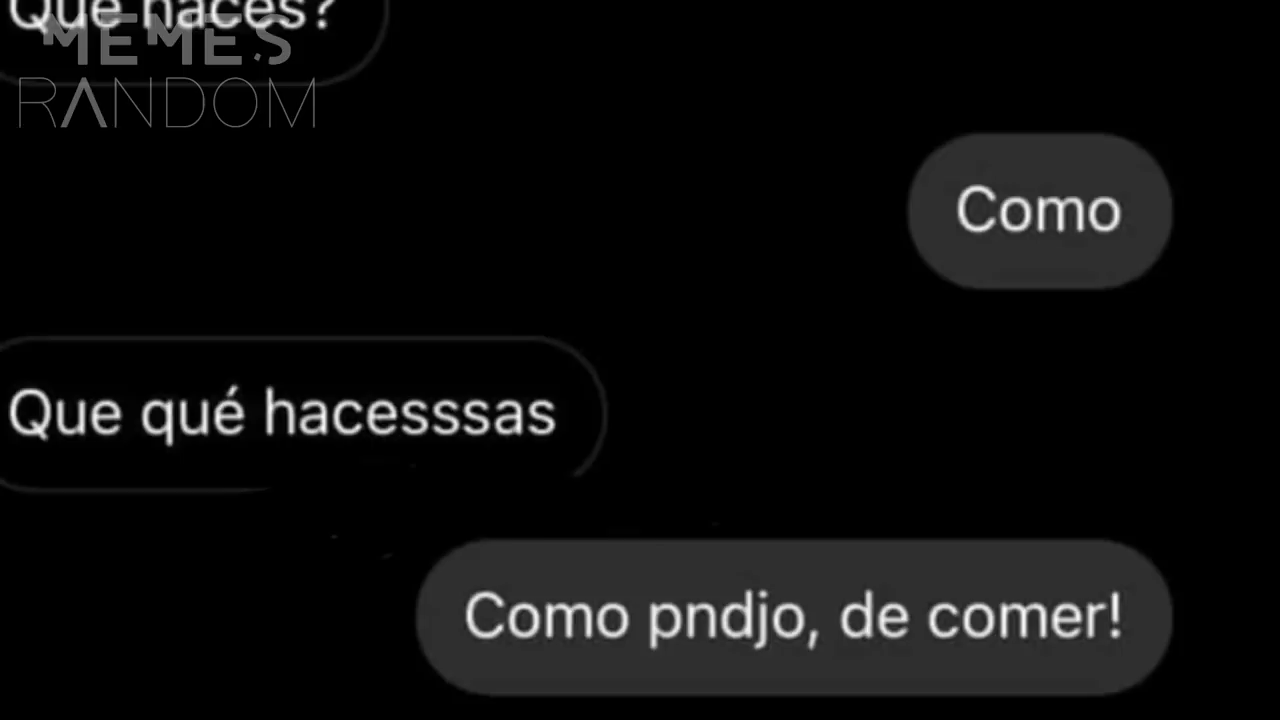 Que haces?
MEMES
RANDOM
Como
Que qué hacesssas
Como pndjo, de comer!